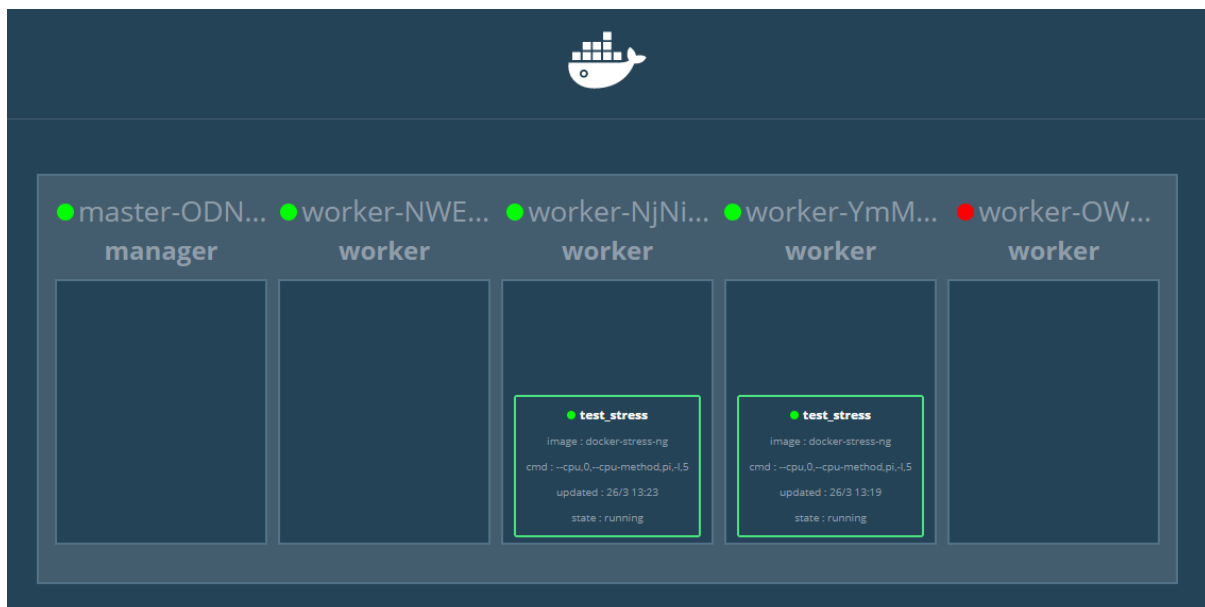 master-ODN... worker-NWE... worker-NjNi... worker-YmM... worker-OW...
manager worker worker worker worker
test_stress
image : docker-stress-ng
cmd : --cpu,0,--cpu-method,pi,-l,5
updated : 26/3 13:23
state : running
test_stress
image : docker-stress-ng
cmd : --cpu,0,--cpu-method,pi,-l,5
updated : 26/3 13:19
state : running